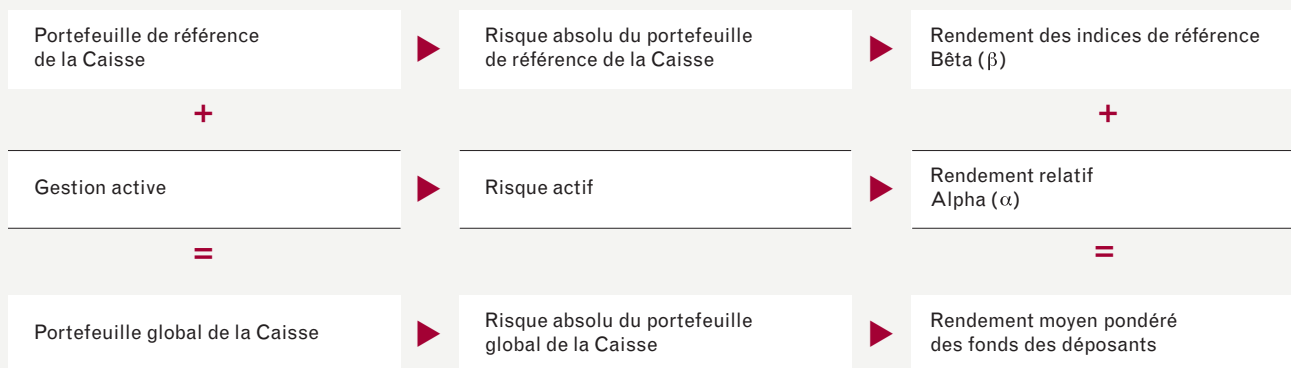 Portefeuille de référence
de la Caisse
Risque absolu du portefeuille
de référence de la Caisse
Rendement des indices de référence
Bêta (β)
+
+
Gestion active
Risque actif
Rendement relatif
Alpha (α)
=
=
Portefeuille global de la Caisse
Risque absolu du portefeuille
global de la Caisse
Rendement moyen pondéré
des fonds des déposants